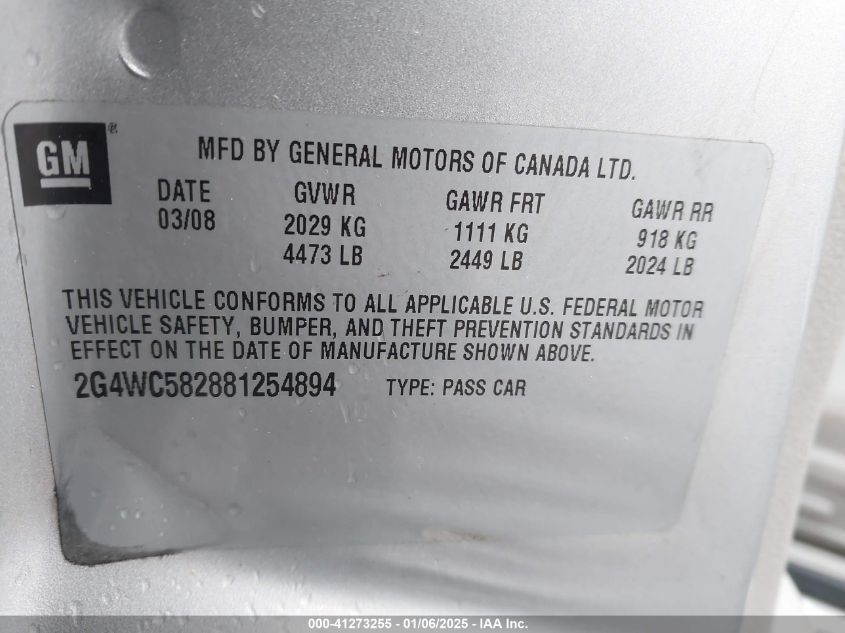 GM®
MFD BY GENERAL MOTORS OF CANADA LTD.
DATE GVWR GAWR FRT GAWR RR
03/08 2029 KG 1111 KG 918 KG
4473 LB 2449 LB 2024 LB
THIS VEHICLE CONFORMS TO ALL APPLICABLE U.S. FEDERAL MOTOR
VEHICLE SAFETY, BUMPER, AND THEFT PREVENTION STANDARDS IN
EFFECT ON THE DATE OF MANUFACTURE SHOWN ABOVE.
2G4WC582881254894 TYPE: PASS CAR
000-41273255 - 01/06/2025 - IAA Inc.